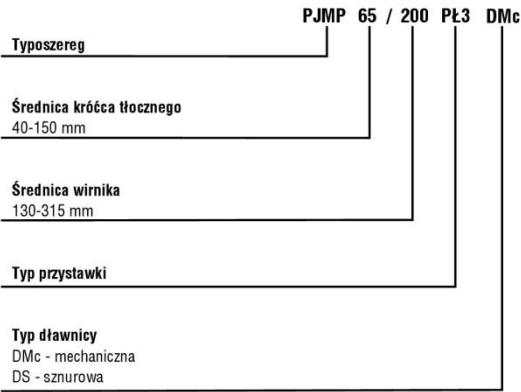 PJMP 65 / 200 PŁ3 DMc
Typoszereg
Średnica króćca tłocznego
40-150 mm
Średnica wirnika
130-315 mm
Typ przystawki
Typ dławnicy
DMc - mechaniczna
DS - sznurowa